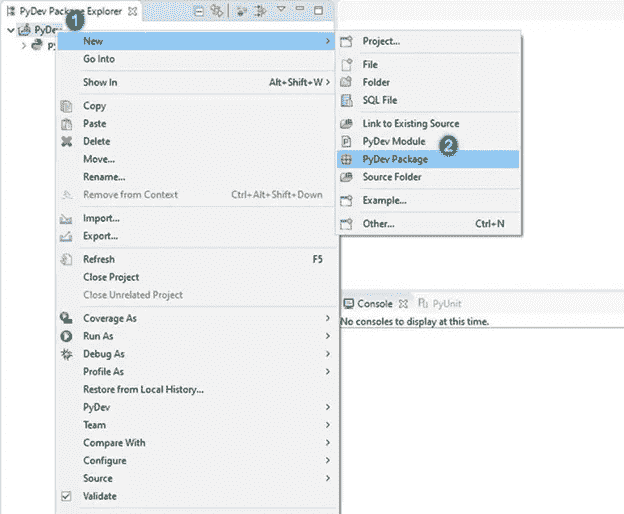 PyDev Package Explorer
1
PyDev
P
New
Go Into
Show In Alt+Shift+W >
Copy
Paste
Delete
Move...
Rename...
Remove from Context Ctrl+Alt+Shift+Down
Import...
Export...
Refresh F5
Close Project
Close Unrelated Project
Coverage As
Run As
Debug As
Profile As
Restore from Local History...
PyDev
Team
Compare With
Configure
Source
Validate
Project...
File
Folder
SQL File
Link to Existing Source
PyDev Module
2
PyDev Package
Source Folder
Example...
Other... Ctrl+N
Console PyUnit
No consoles to display at this time.